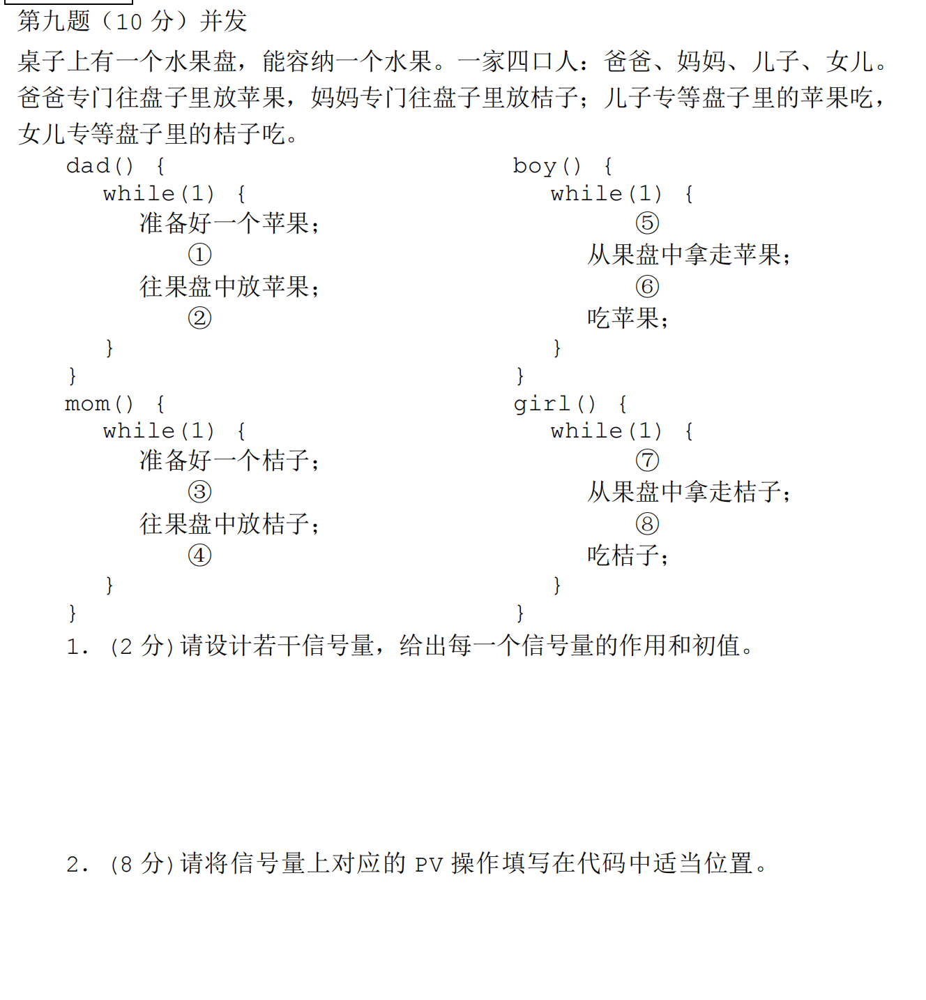 第九题（10 分）并发
桌子上有一个水果盘，能容纳一个水果。一家四口人：爸爸、妈妈、儿子、女儿。
爸爸专门往盘子里放苹果，妈妈专门往盘子里放桔子；儿子专等盘子里的苹果吃，
女儿专等盘子里的桔子吃。
dad() {
while(1) {
准备好一个苹果；
①
往果盘中放苹果；
②
}
}
boy() {
while(1) {
⑤
从果盘中拿走苹果；
⑥
吃苹果；
}
}
mom() {
while(1) {
准备好一个桔子；
③
往果盘中放桔子；
④
}
}
girl() {
while(1) {
⑦
从果盘中拿走桔子；
⑧
吃桔子；
}
}
1. (2 分)请设计若干信号量，给出每一个信号量的作用和初值。
2. (8 分)请将信号量上对应的 PV 操作填写在代码中适当位置。